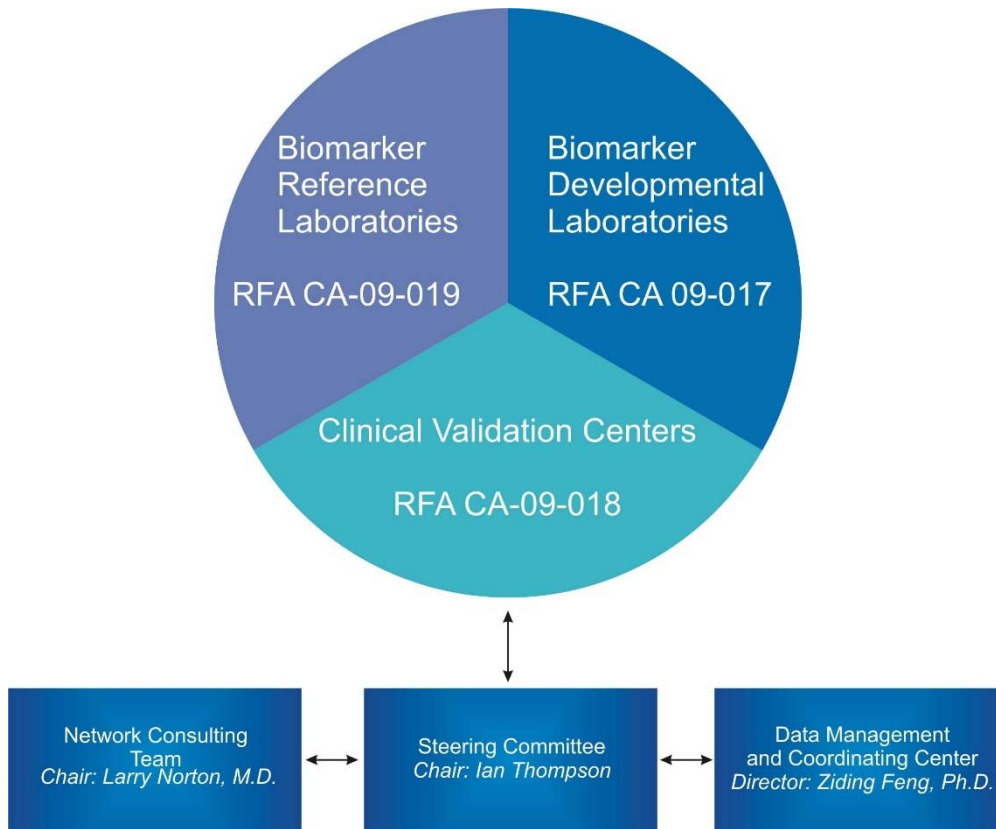 Biomarker
Reference
Laboratories
RFA CA-09-019
Biomarker
Developmental
Laboratories
RFA CA 09-017
Clinical Validation Centers
RFA CA-09-018
Network Consulting
Team
Chair: Larry Norton, M.D.
Steering Committee
Chair: Ian Thompson
Data Management
and Coordinating Center
Director: Ziding Feng, Ph.D.